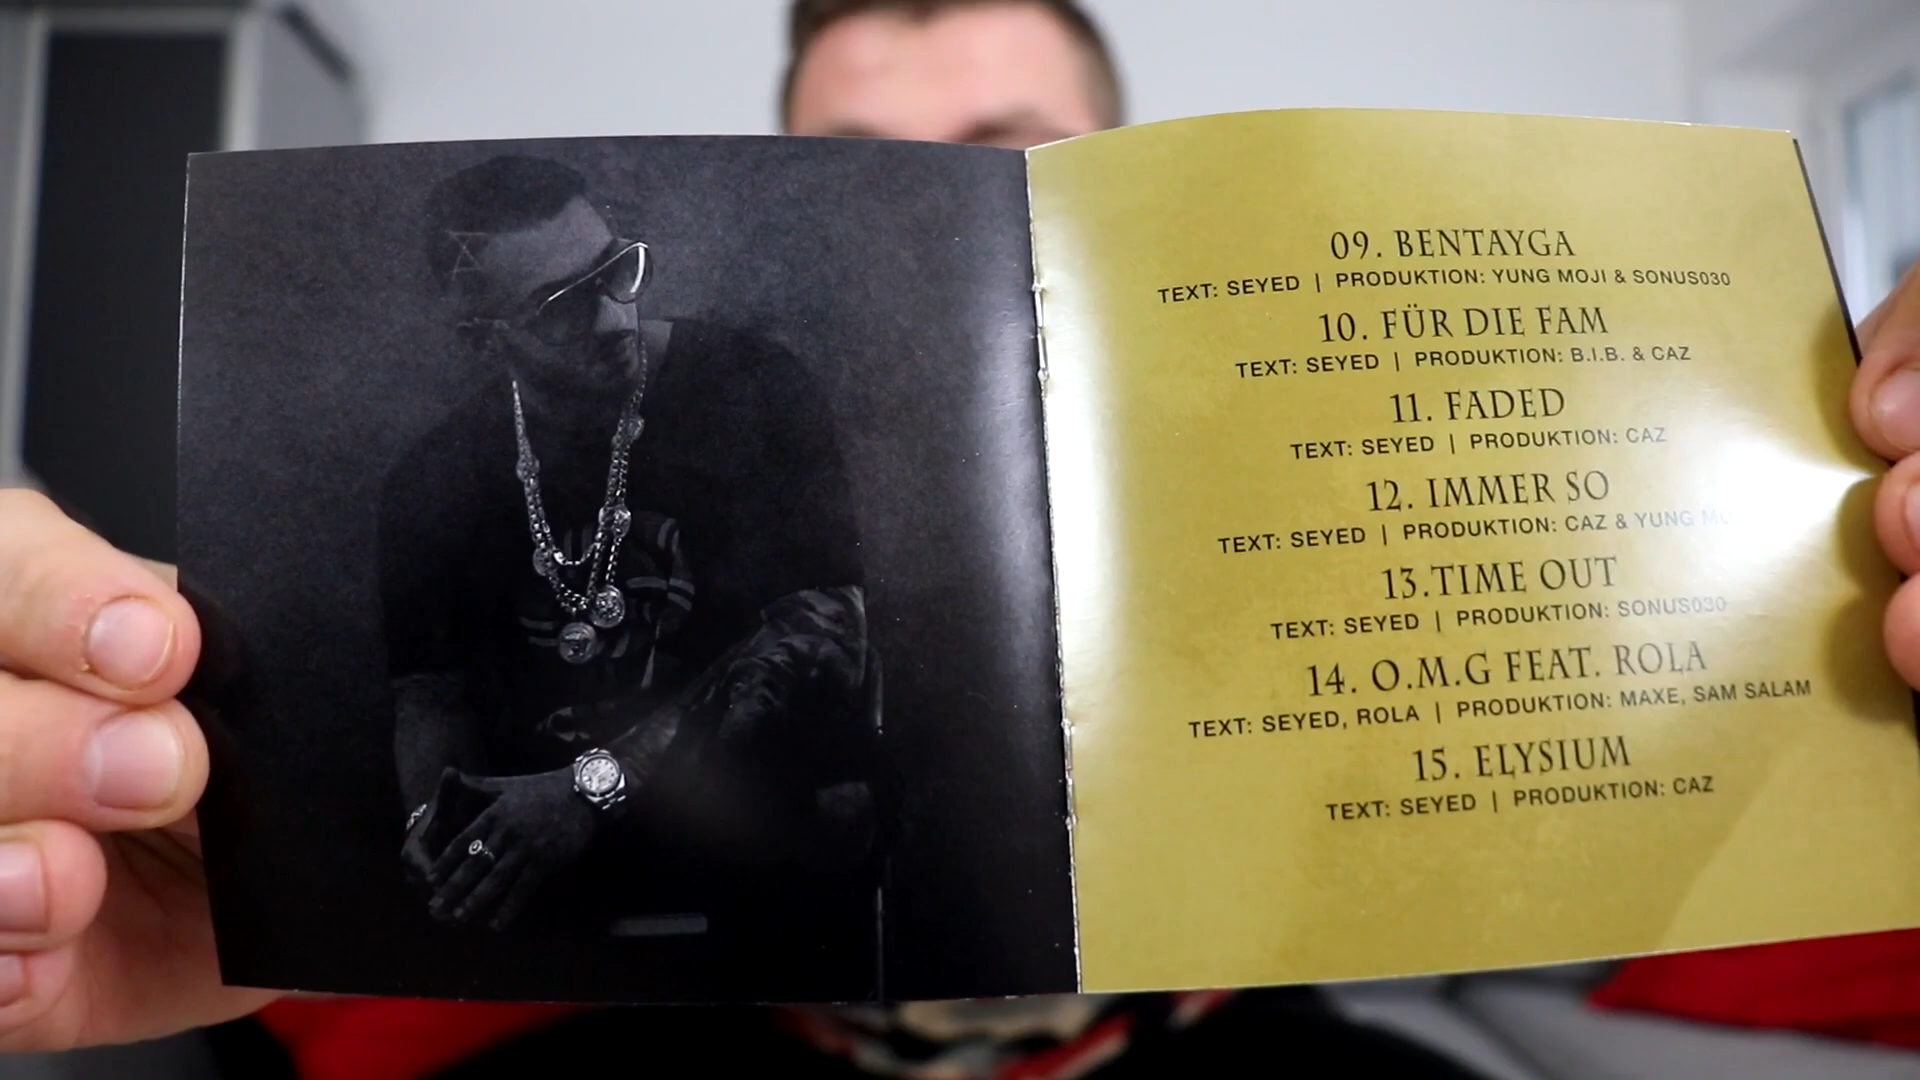 09. BENTAYGA
TEXT: SEYED | PRODUKTION: YUNG MOJI & SONUS030
10. FÜR DIE FAM
TEXT: SEYED | PRODUKTION: B.I.B. & CAZ
11. FADED
TEXT: SEYED | PRODUKTION: CAZ
12. IMMER SO
TEXT: SEYED | PRODUKTION: CAZ & YUNG
13. TIME OUT
TEXT: SEYED | PRODUKTION: SONUS030
14. O.M.G FEAT. ROLA
TEXT: SEYED, ROLA | PRODUKTION: MAXE, SAM SALAM
15. ELYSIUM
TEXT: SEYED | PRODUKTION: CAZ